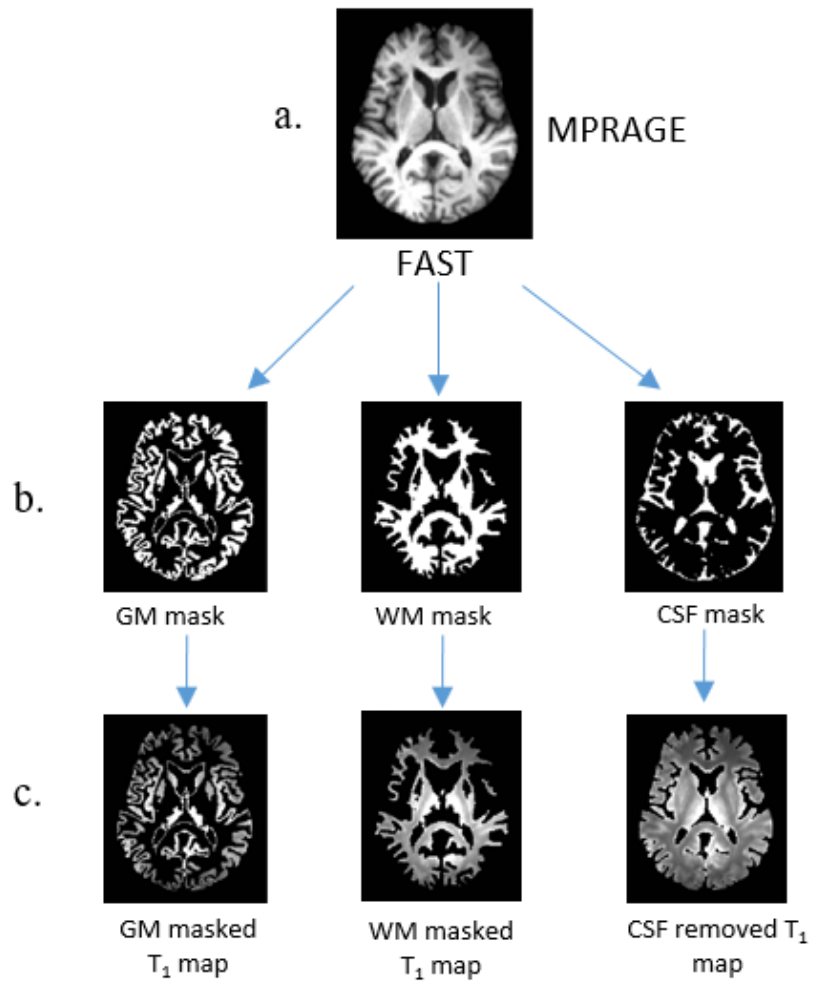 a.
MPRAGE
FAST
b.
GM mask
WM mask
CSF mask
c.
GM masked
T₁ map
WM masked
T₁ map
CSF removed T₁
map